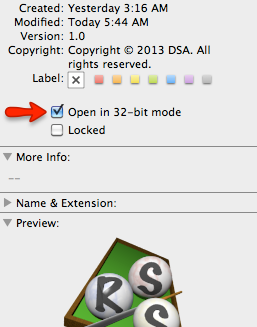 Created: Yesterday 3:16 AM
Modified: Today 5:44 AM
Version: 1.0
Copyright: Copyright © 2013 DSA. All
rights reserved.
Label:
Open in 32-bit mode
Locked
More Info:
--
Name & Extension:
Preview:
R S
S